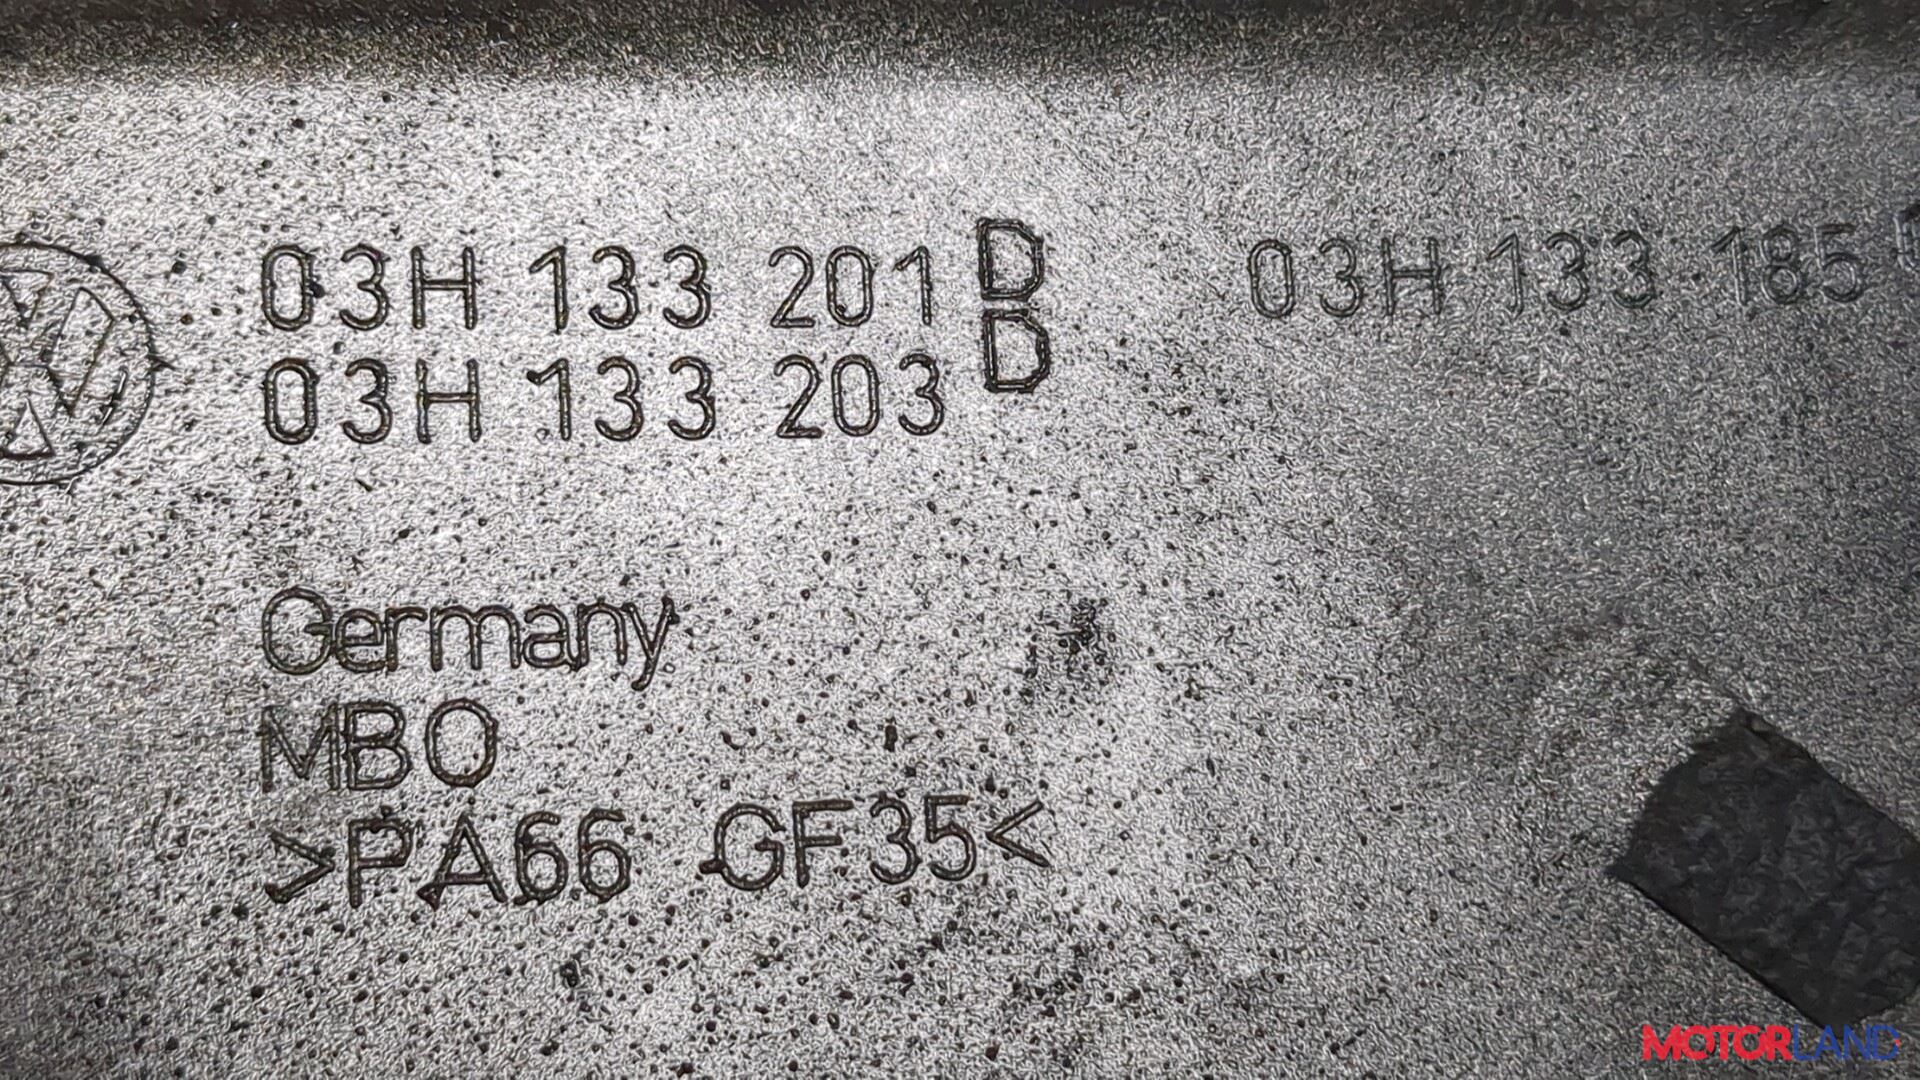 03H 133 201 D
03H 133 203 D
03H 133 185
Germany
MBO
>PA66 GF35<
MOTORLAND